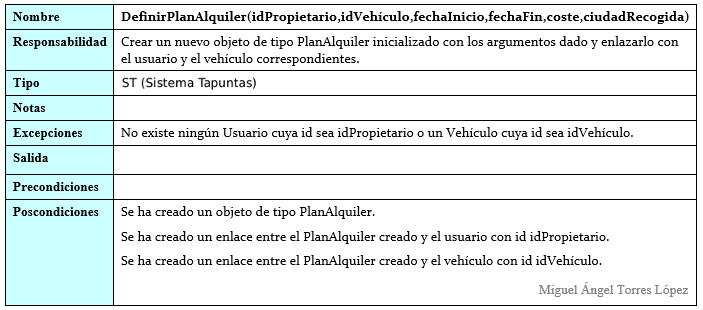 Nombre DefinirPlanAlquiler(idPropietario,idVehículo,fechaInicio,fechaFin,coste,ciudadRecogida)
Responsabilidad Crear un nuevo objeto de tipo PlanAlquiler inicializado con los argumentos dado y enlazarlo con
el usuario y el vehículo correspondientes.
Tipo ST (Sistema Tapuntas)
Notas
Excepciones No existe ningún Usuario cuya id sea idPropietario o un Vehículo cuya id sea idVehículo.
Salida
Precondiciones
Poscondiciones Se ha creado un objeto de tipo PlanAlquiler.
Se ha creado un enlace entre el PlanAlquiler creado y el usuario con id idPropietario.
Se ha creado un enlace entre el PlanAlquiler creado y el vehículo con id idVehículo.
Miguel Ángel Torres López